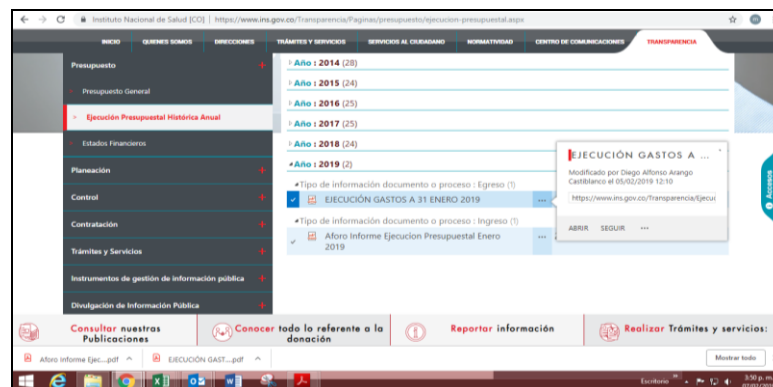 Instituto Nacional de Salud [CO] | https://www.ins.gov.co/Transparencia/Paginas/presupuesto/ejecucion-presupuestal.aspx
INICIO QUIENES SOMOS DIRECCIONES TRÁMITES Y SERVICIOS SERVICIOS AL CIUDADANO NORMATIVIDAD CENTRO DE COMUNICACIONES TRANSPARENCIA
Presupuesto
Presupuesto General
Ejecución Presupuestal Histórica Anual
Estados Financieros
Planeación
Control
Contratación
Trámites y Servicios
Instrumentos de gestión de información pública
Divulgación de Información Pública
Año : 2014 (28)
Año : 2015 (24)
Año : 2016 (25)
Año : 2017 (25)
Año : 2018 (24)
Año : 2019 (2)
Tipo de información documento o proceso : Egreso (1)
EJECUCIÓN GASTOS A 31 ENERO 2019 ...
Tipo de información documento o proceso : Ingreso (1)
Aforo Informe Ejecucion Presupuestal Enero ...
2019
EJECUCIÓN GASTOS A ...
Modificado por Diego Alfonso Arango
Castiblanco el 05/02/2019 12:10
https://www.ins.gov.co/Transparencia/Ejecu
ABRIR SEGUIR ...
Accesos
Consultar nuestras
Publicaciones
Conocer todo lo referente a la
donación
Reportar información
Realizar Trámites y servicios:
Aforo informe Ejec....pdf
EJECUCIÓN GAST....pdf
Mostrar todo
Escritorio
3:50 p. m.
07/02/2019